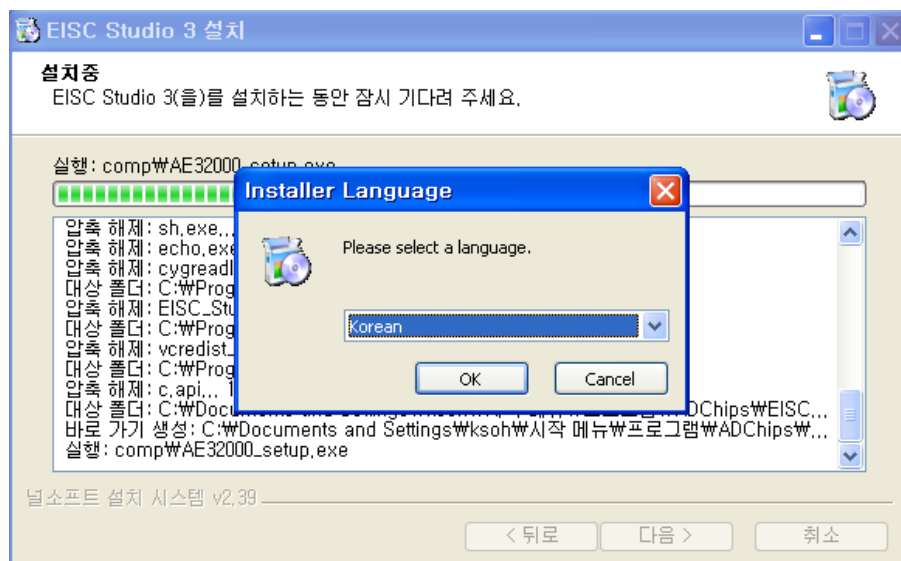 EISC Studio 3 설치
설치중
EISC Studio 3(을)를 설치하는 동안 잠시 기다려 주세요.
실행: comp₩AE32000_setup.exe
Installer Language
Please select a language.
Korean
OK
Cancel
압축 해제: sh.exe...
압축 해제: echo.exe
압축 해제: cygreadl
대상 폴더: C:₩Prog
압축 해제: EISC_Stu
대상 폴더: C:₩Prog
압축 해제: vcredist_
대상 폴더: C:₩Prog
압축 해제: c.api... 1
대상 폴더: C:₩Docu DChips₩EISC...
바로 가기 생성: C:₩Documents and Settings₩ksoh₩시작 메뉴₩프로그램₩ADChips₩...
실행: comp₩AE32000_setup.exe
널소프트 설치 시스템 v2.39
< 뒤로
다음 >
취소